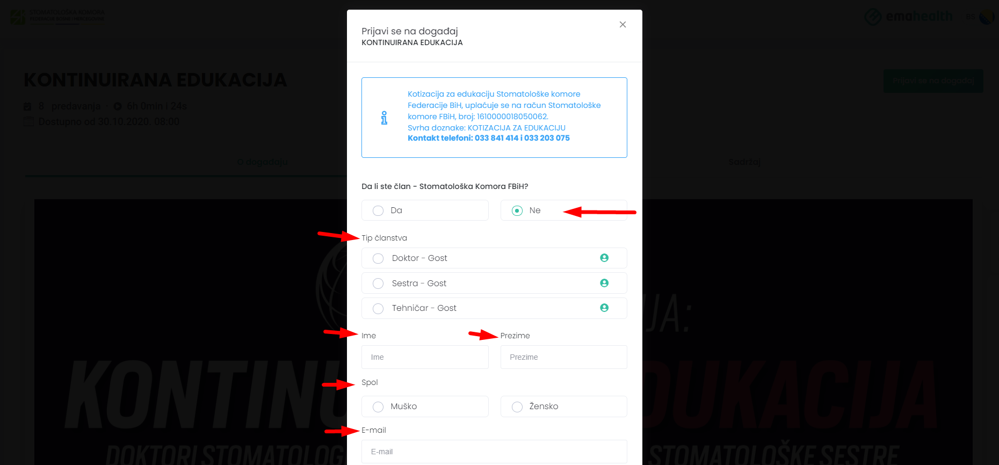 STOMATOLOŠKA KOMORA
FEDERACIJE BOSNE I HERCEGOVINE
emahealth
BS
Prijavi se na događaj
KONTINUIRANA EDUKACIJA
KONTINUIRANA EDUKACIJA
Prijavi se na događaj
8 predavanja · 6h 0min i 24s
Dostupno od 30.10.2020. 08:00
O događaju
Sadržaj
Kotizacija za edukaciju Stomatološke komore
Federacije BiH, uplaćuje se na račun Stomatološke
komore FBiH, broj: 1610000018050062.
Svrha doznake: KOTIZACIJA ZA EDUKACIJU
Kontakt telefoni: 033 841 414 i 033 203 075
Da li ste član - Stomatološka Komora FBiH?
Da
Ne
Tip članstva
Doktor - Gost
Sestra - Gost
Tehničar - Gost
Ime
Prezime
Ime
Prezime
Spol
Muško
Žensko
E-mail
E-mail
JA:
KONTINU
DUKACIJA
DOKTORI STOMATOLOG
STOMATOLOŠKE SESTRE